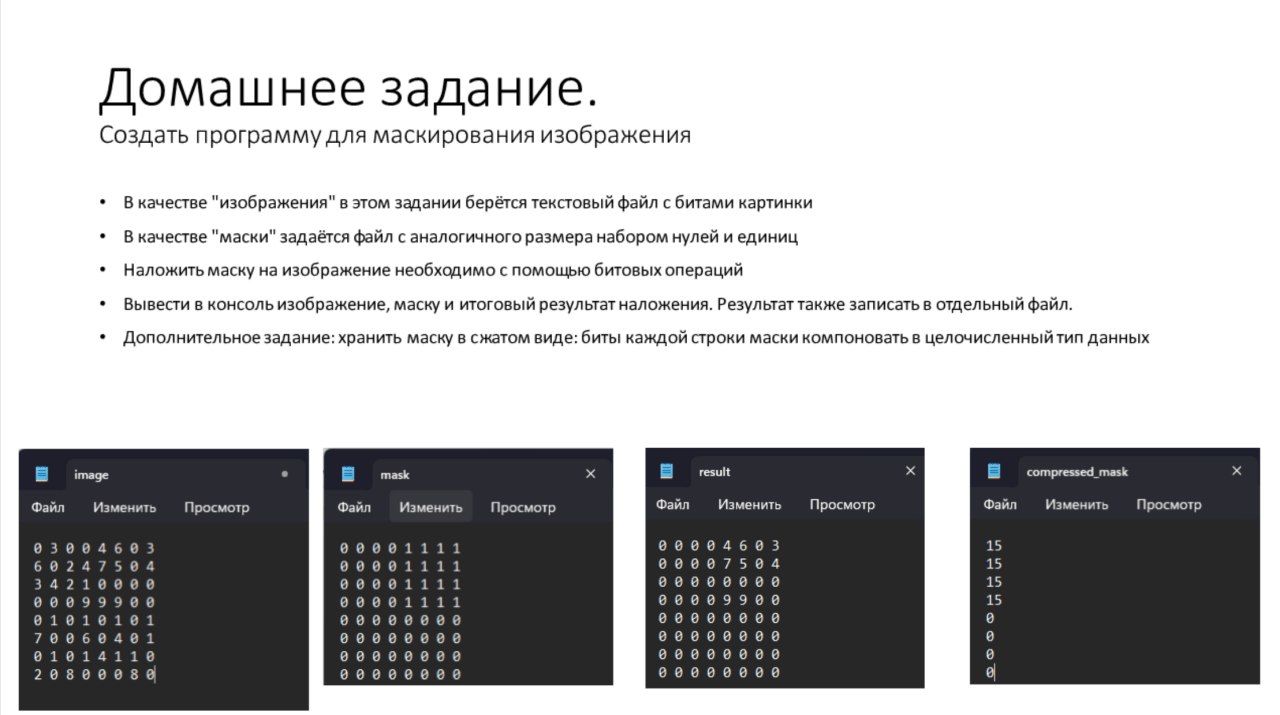 Домашнее задание.
Создать программу для маскирования изображения
• В качестве "изображения" в этом задании берётся текстовый файл с битами картинки
• В качестве "маски" задаётся файл с аналогичного размера набором нулей и единиц
• Наложить маску на изображение необходимо с помощью битовых операций
• Вывести в консоль изображение, маску и итоговый результат наложения. Результат также записать в отдельный файл.
• Дополнительное задание: хранить маску в сжатом виде: биты каждой строки маски компоновать в целочисленный тип данных
image
Файл Изменить Просмотр
0 3 0 0 4 6 0 3
6 0 2 4 7 5 0 4
3 4 2 1 0 0 0 0
0 0 0 9 9 9 0 0
0 1 0 1 0 1 0 1
7 0 0 6 0 4 0 1
0 1 0 1 4 1 1 0
2 0 8 0 0 0 8 0
mask
Файл Изменить Просмотр
0 0 0 0 1 1 1 1
0 0 0 0 1 1 1 1
0 0 0 0 1 1 1 1
0 0 0 0 1 1 1 1
0 0 0 0 0 0 0 0
0 0 0 0 0 0 0 0
0 0 0 0 0 0 0 0
0 0 0 0 0 0 0 0
result
Файл Изменить Просмотр
0 0 0 0 4 6 0 3
0 0 0 0 7 5 0 4
0 0 0 0 0 0 0 0
0 0 0 0 9 9 0 0
0 0 0 0 0 0 0 0
0 0 0 0 0 0 0 0
0 0 0 0 0 0 0 0
0 0 0 0 0 0 0 0
compressed_mask
Файл Изменить Просмотр
15
15
15
15
0
0
0
0